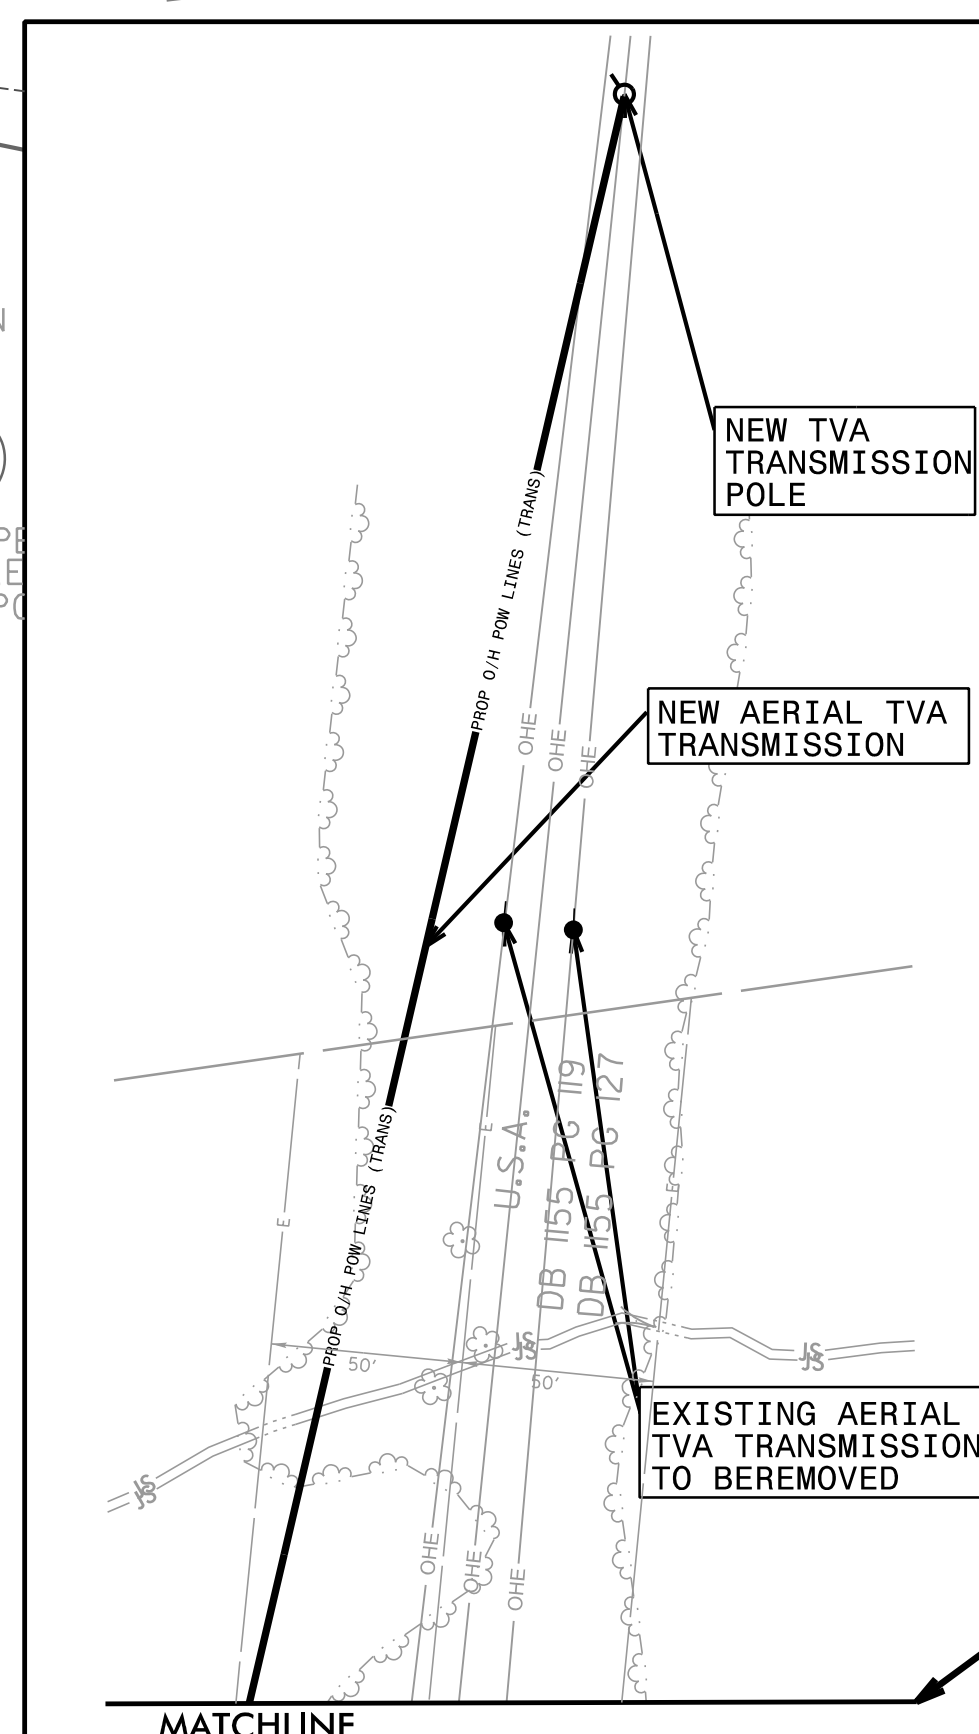 NEW TVA
TRANSMISSION
POLE
PROP O/H POW LINES (TRANS)
NEW AERIAL TVA
TRANSMISSION
OHE
OHE
OHE
U.S.A.
DB 1155 PG 119
DB 1155 PG 127
E
E
E
PROP O/H POW LINES (TRANS)
JS
JS
JS
JS
50'
50'
EXISTING AERIAL
TVA TRANSMISSION
TO BEREMOVED
JS
JS
OHE
OHE
OHE
MATCHLINE